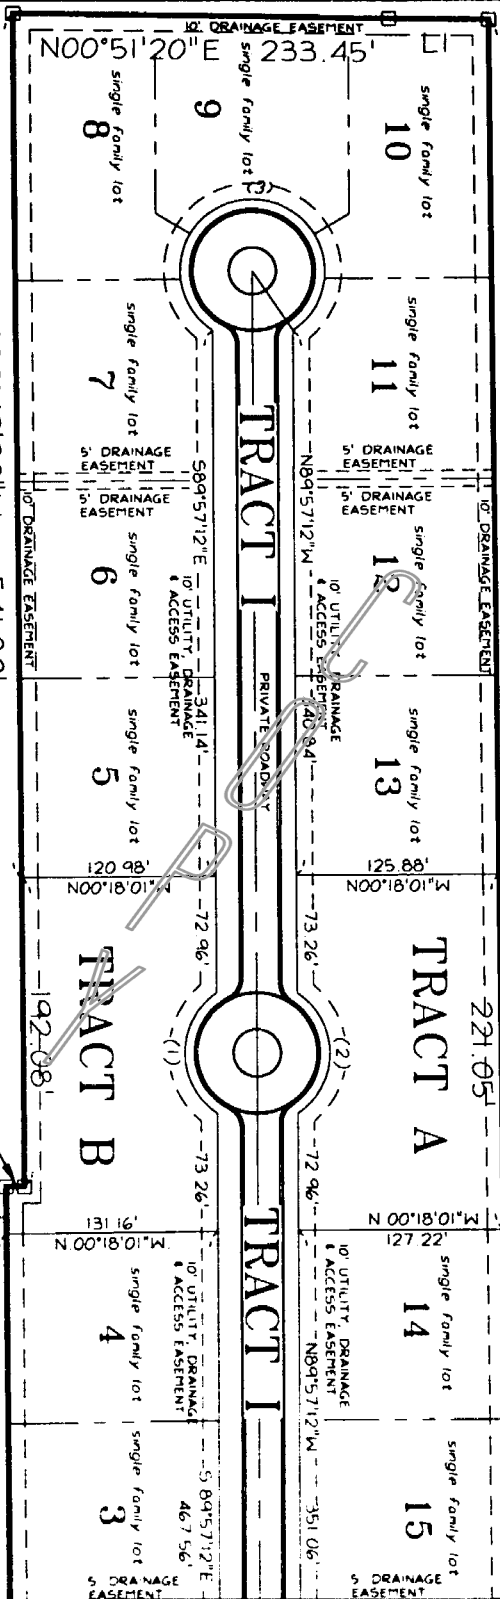 10' DRAINAGE EASEMENT
N00°51'20"E 233.45' L1
single family lot
8
single family lot
9
single family lot
10
(3)
single family lot
7
single family lot
11
5' DRAINAGE
EASEMENT
5' DRAINAGE
EASEMENT
5' DRAINAGE
EASEMENT
5' DRAINAGE
EASEMENT
S89°57'12"E
TRACT I
N89°57'12"W
10' DRAINAGE EASEMENT
10' DRAINAGE EASEMENT
single family lot
6
single family lot
12
10' UTILITY, DRAINAGE
& ACCESS EASEMENT
10' UTILITY, DRAINAGE
& ACCESS EASEMENT
341.14'
PRIVATE ROADWAY
single family lot
5
single family lot
13
COPY
120.98'
N00°18'01"W
125.88'
N00°18'01"W
72.96'
73.26'
TRACT B
TRACT A
192.08'
221.05'
(1)
(2)
73.26'
72.96'
131.16'
N 00°18'01"W.
N 00°18'01"W
127.22'
TRACT I
10' UTILITY, DRAINAGE
& ACCESS EASEMENT
10' UTILITY, DRAINAGE
& ACCESS EASEMENT
single family lot
4
single family lot
14
N89°57'12"W
351.06'
S 89°57'12"E
467.56'
single family lot
3
single family lot
15
5' DRAINAGE
EASEMENT
5' DRAINAGE
EASEMENT